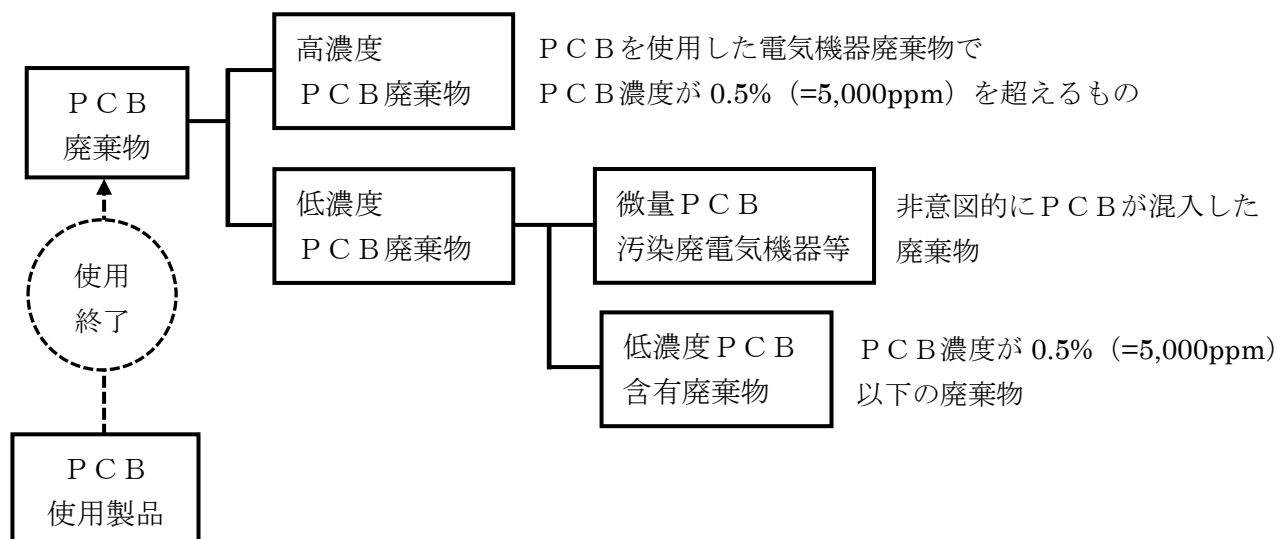 高濃度
ＰＣＢ廃棄物
ＰＣＢを使用した電気機器廃棄物で
ＰＣＢ濃度が 0.5%（=5,000ppm）を超えるもの
ＰＣＢ
廃棄物
低濃度
ＰＣＢ廃棄物
微量ＰＣＢ
汚染廃電気機器等
非意図的にＰＣＢが混入した
廃棄物
使用
終了
低濃度ＰＣＢ
含有廃棄物
ＰＣＢ濃度が 0.5%（=5,000ppm）
以下の廃棄物
ＰＣＢ
使用製品